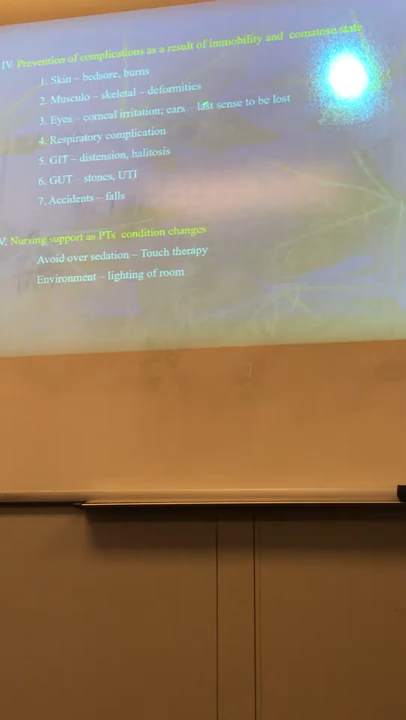 IV. Prevention of complications as a result of immobility and comatose state
1. Skin – bedsore, burns
2. Musculo – skeletal – deformities
3. Eyes – corneal irritation; ears – last sense to be lost
4. Respiratory complication
5. GIT – distension, halitosis
6. GUT – stones, UTI
7. Accidents – falls
V. Nursing support as PTs condition changes
Avoid over sedation – Touch therapy
Environment – lighting of room